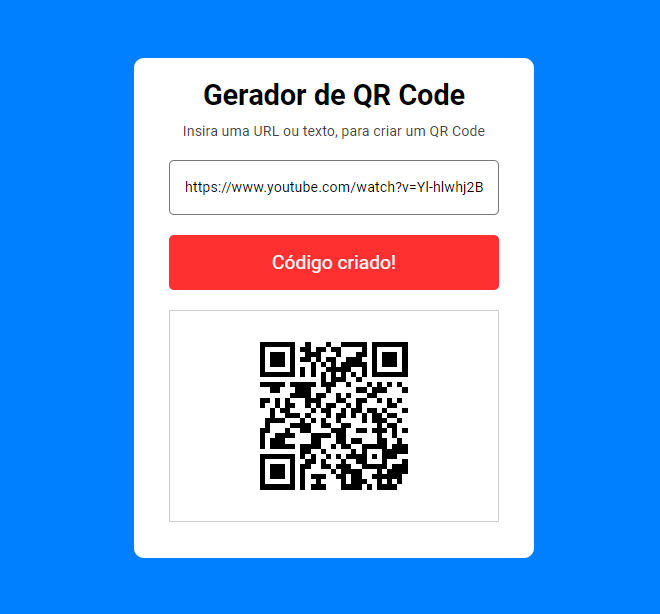 Gerador de QR Code
Insira uma URL ou texto, para criar um QR Code
https://www.youtube.com/watch?v=Yl-hlwhj2B
Código criado!